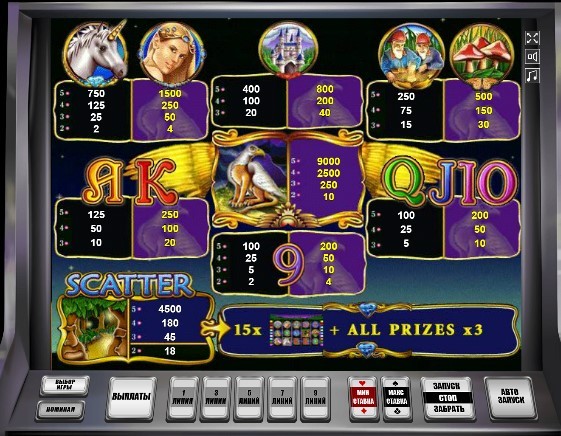 5 - 750 1500
4 - 125 250
3 - 25 50
2 - 2 4
5 - 400 800
4 - 100 200
3 - 20 40
5 - 250 500
4 - 75 150
3 - 15 30
A K
5 - 125 250
4 - 50 100
3 - 10 20
5 - 9000
4 - 2500
3 - 250
2 - 10
Q J 10
5 - 100 200
4 - 25 50
3 - 5 10
9
5 - 100 200
4 - 25 50
3 - 5 10
2 - 2 4
SCATTER
5 - 4500
4 - 180
3 - 45
2 - 18
15x + ALL PRIZES x3
ВЫБОР ИГРЫ
НОМИНАЛ
ВЫПЛАТЫ
1 ЛИНИЯ
3 ЛИНИИ
5 ЛИНИЙ
7 ЛИНИЙ
9 ЛИНИЙ
МИН СТАВКА
МАКС СТАВКА
ЗАПУСК
СТОП
ЗАБРАТЬ
АВТО ЗАПУСК